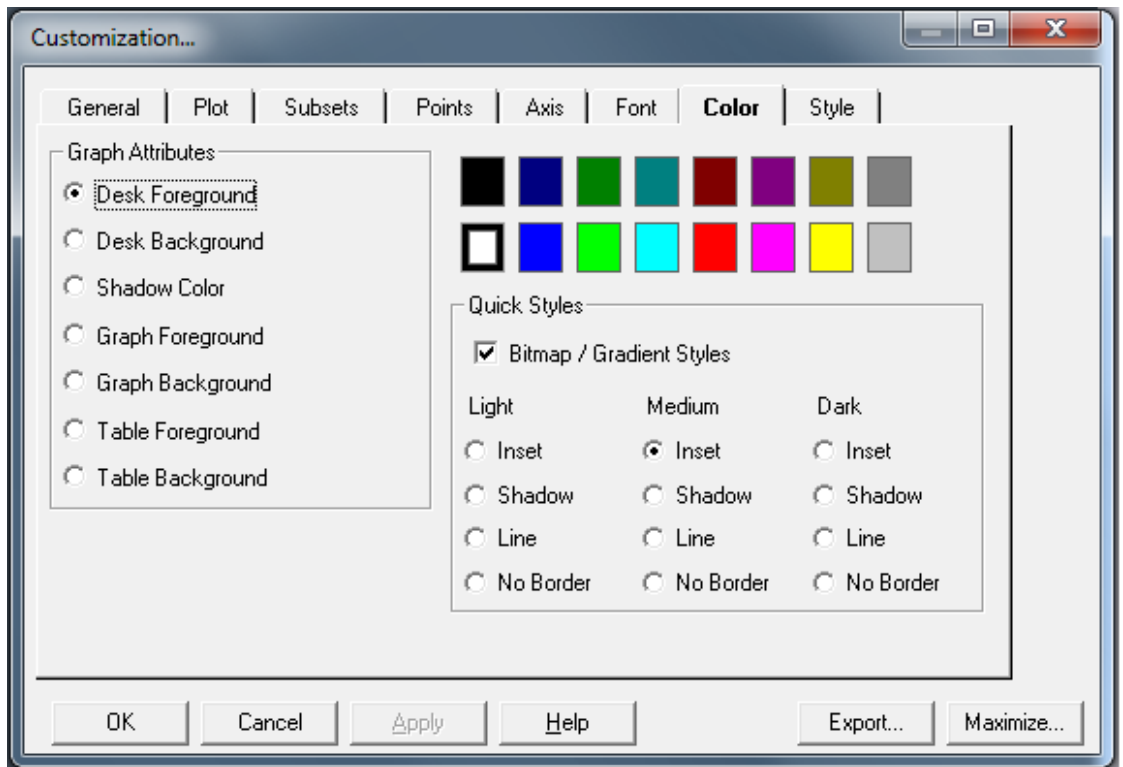 Customization...
General Plot Subsets Points Axis Font Color Style
Graph Attributes
Desk Foreground
Desk Background
Shadow Color
Graph Foreground
Graph Background
Table Foreground
Table Background
Quick Styles
Bitmap / Gradient Styles
Light Medium Dark
Inset Inset Inset
Shadow Shadow Shadow
Line Line Line
No Border No Border No Border
OK Cancel Apply Help Export... Maximize...